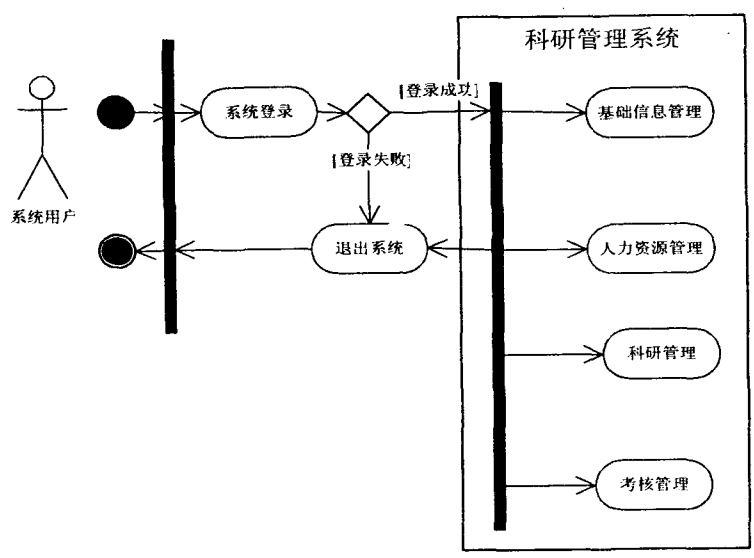 科研管理系统
[登录成功]
系统登录
基础信息管理
[登录失败]
系统用户
退出系统
人力资源管理
科研管理
考核管理